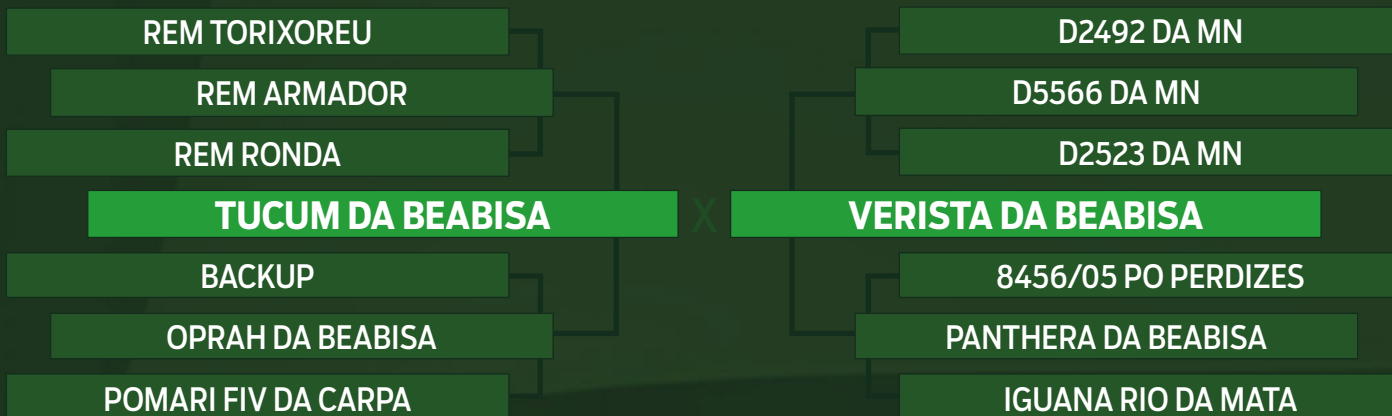 REM TORIXOREU
REM ARMADOR
REM RONDA
TUCUM DA BEABISA
BACKUP
OPRAH DA BEABISA
POMARI FIV DA CARPA
X
D2492 DA MN
D5566 DA MN
D2523 DA MN
VERISTA DA BEABISA
8456/05 PO PERDIZES
PANTHERA DA BEABISA
IGUANA RIO DA MATA